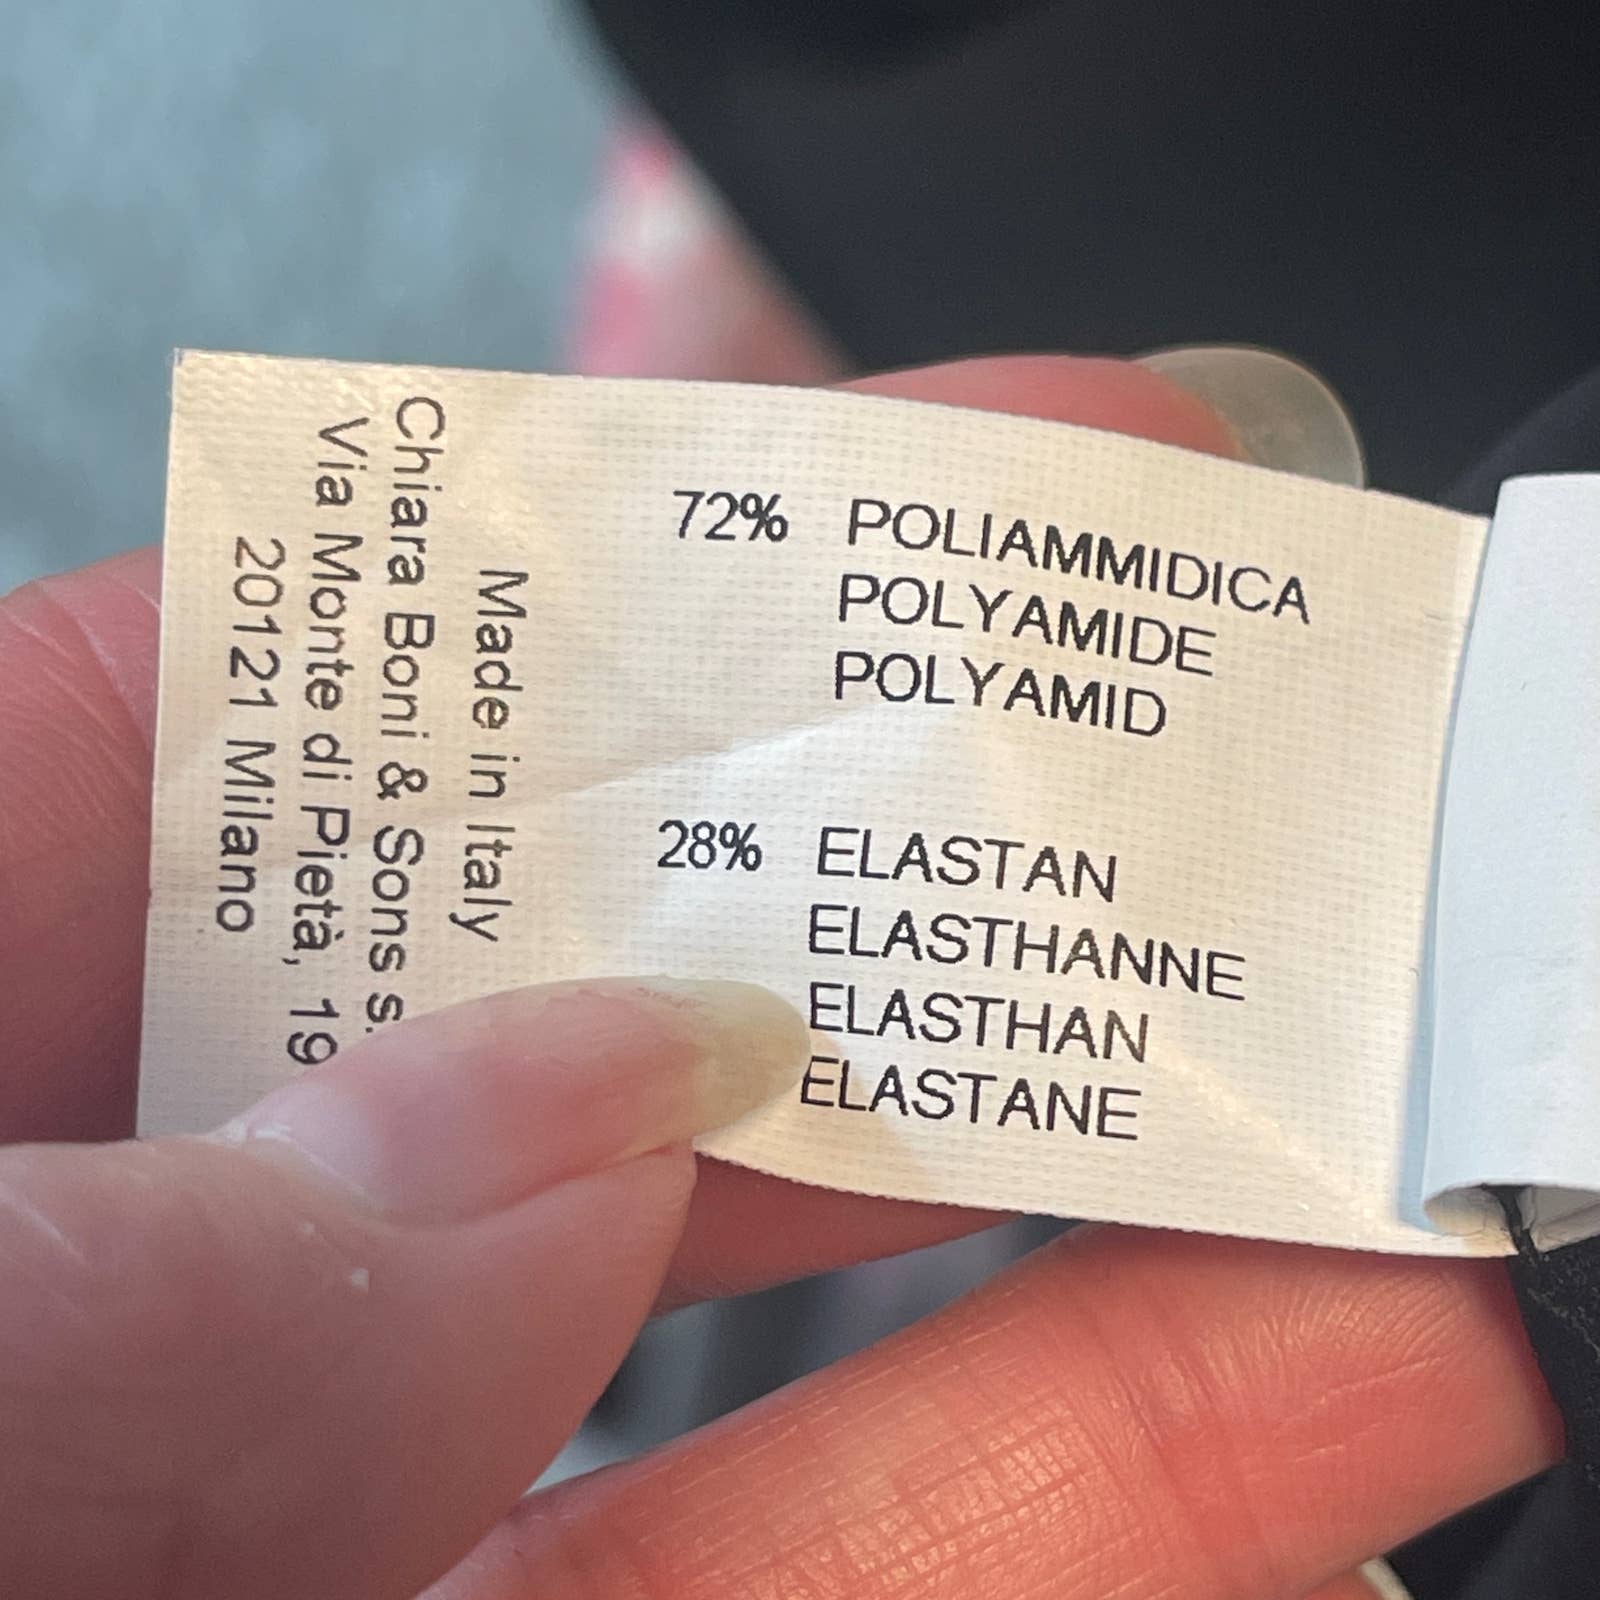 72% POLIAMMIDICA
POLYAMIDE
POLYAMID
28% ELASTAN
ELASTHANNE
ELASTHAN
ELASTANE
Made in Italy
Chiara Boni & Sons s.
Via Monte di Pietà, 19
20121 Milano